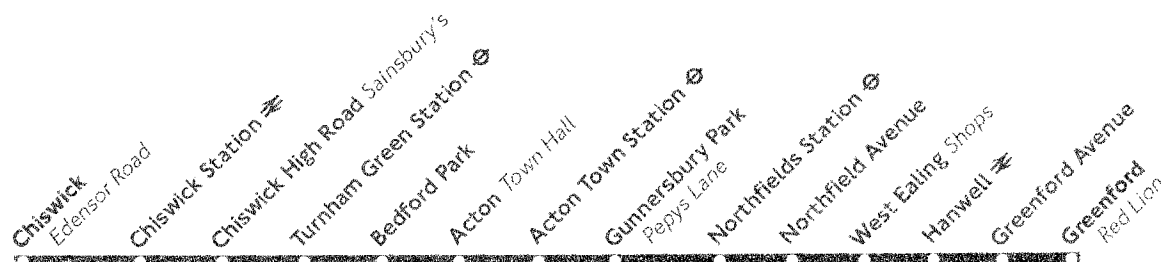 Chiswick
Edensor Road
Chiswick Station
Chiswick High Road Sainsbury's
Turnham Green Station
Bedford Park
Acton Town Hall
Acton Town Station
Gunnersbury Park
Pepys Lane
Northfields Station
Northfield Avenue
West Ealing Shops
Hanwell
Greenford Avenue
Greenford
Red Lion